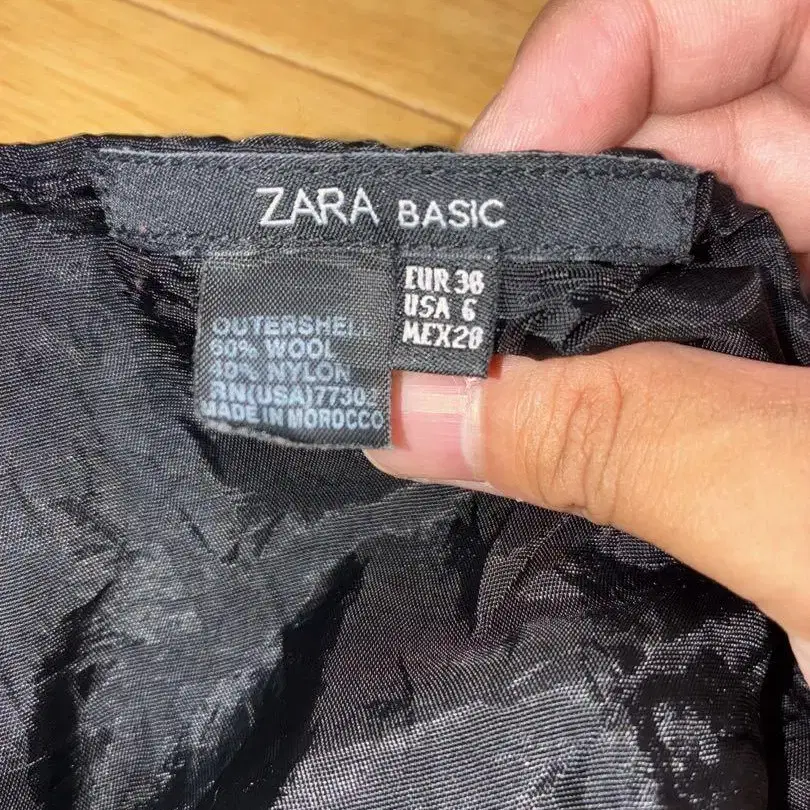 ZARA BASIC
EUR 38
USA 6
MEX 28
OUTERSHELL
60% WOOL
40% NYLON
RN(USA)77302
MADE IN MOROCCO